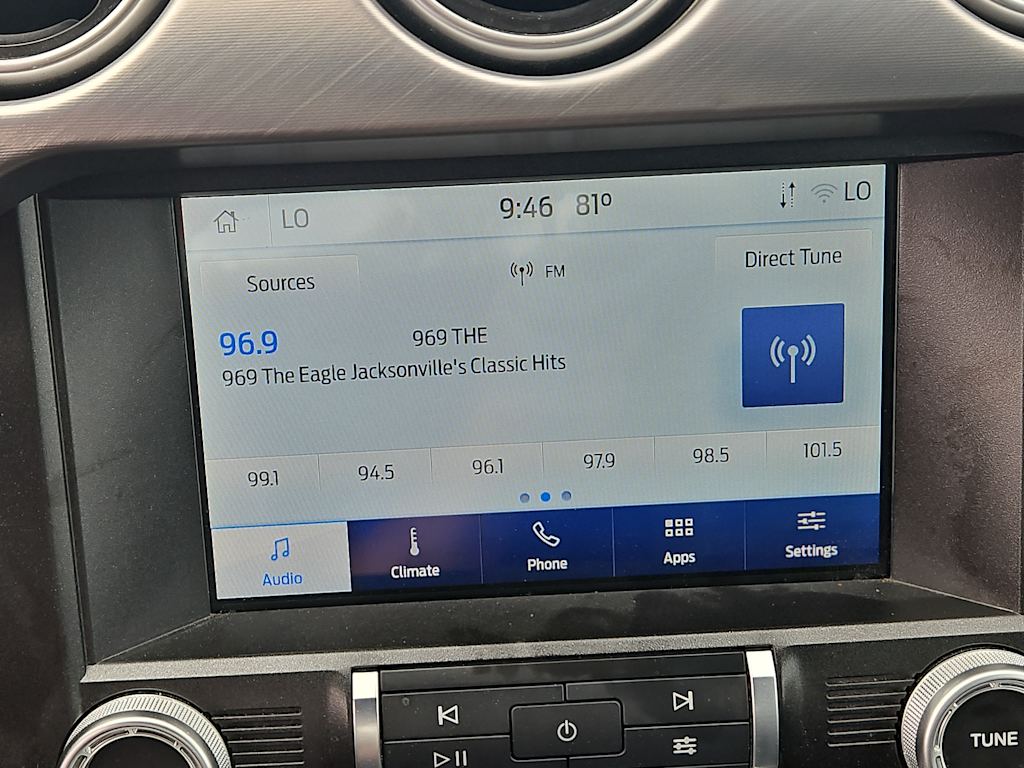 LO 9:46 81° LO
Sources FM Direct Tune
96.9 969 THE
969 The Eagle Jacksonville's Classic Hits
99.1 94.5 96.1 97.9 98.5 101.5
Audio Climate Phone Apps Settings
TUNE